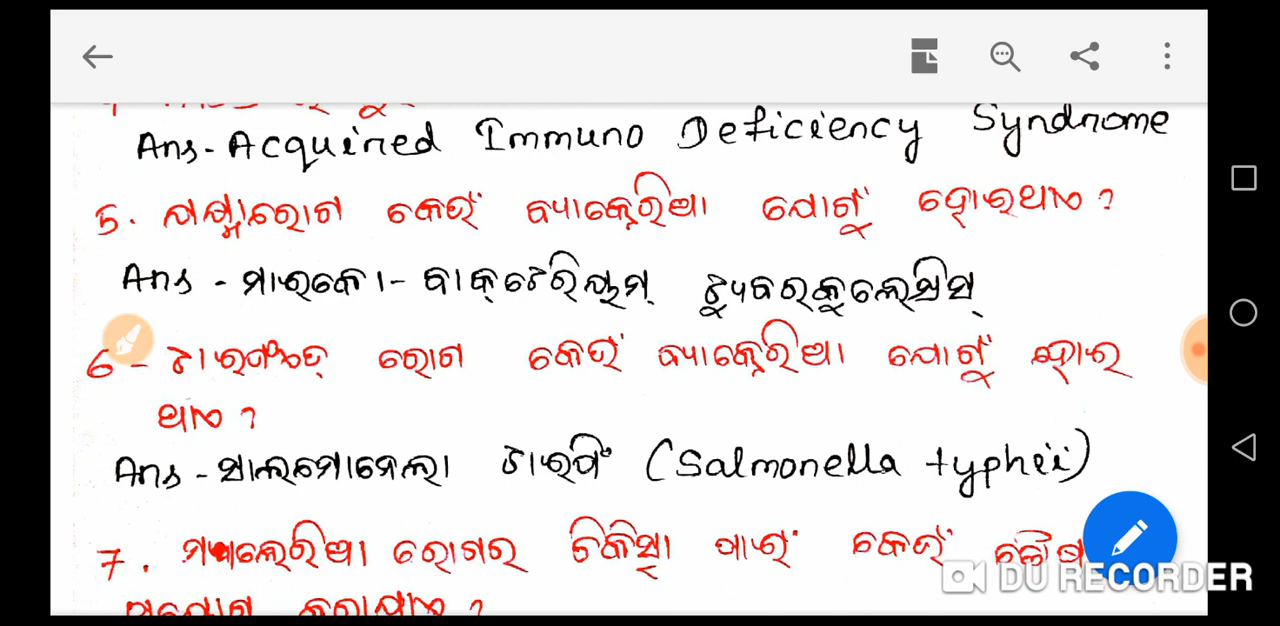 Ans-Acquired Immuno Deficiency Syndrome
5. ଯକ୍ଷ୍ମାରୋଗ କେଉଁ ବ୍ୟାକ୍ଟେରିଆ ଯୋଗୁଁ ହୋଇଥାଏ ?
Ans - ମାଇକୋ- ବାକ୍ଟେରିୟମ୍ ଟ୍ୟୁବରକୁଲେସିସ୍
6 - ଟାଇଫଏଡ୍ ରୋଗ କେଉଁ ବ୍ୟାକ୍ଟେରିଆ ଯୋଗୁଁ ହୋଇ
ଥାଏ ?
Ans - ସାଲମୋନେଲା ଟାଇଫି (Salmonella typheii)
7. ମ୍ୟାଲେରିଆ ରୋଗର ଚିକିତ୍ସା ପାଇଁ କେଉଁ
DU RECORDER